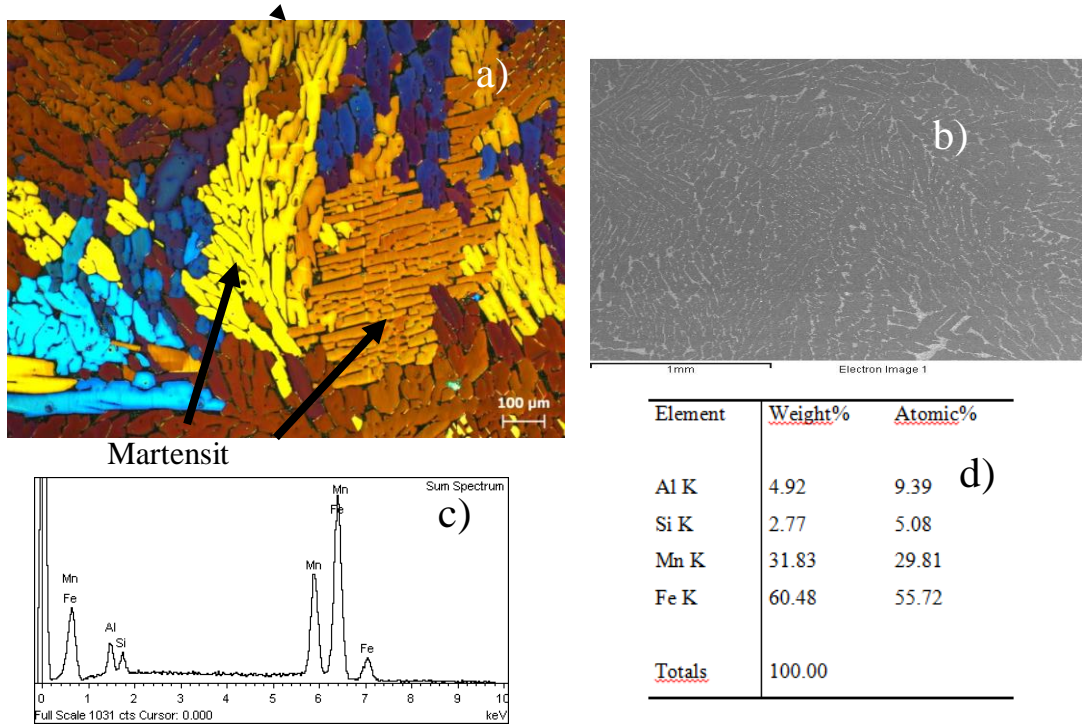 a)
100 µm
Martensit
b)
1mm
Electron Image 1
c)
Sum Spectrum
Mn
Fe
Mn
Fe
Al
Si
Mn
Fe
0 1 2 3 4 5 6 7 8 9 10
Full Scale 1031 cts Cursor: 0.000 keV
d)
Element Weight% Atomic%
Al K 4.92 9.39
Si K 2.77 5.08
Mn K 31.83 29.81
Fe K 60.48 55.72
Totals 100.00